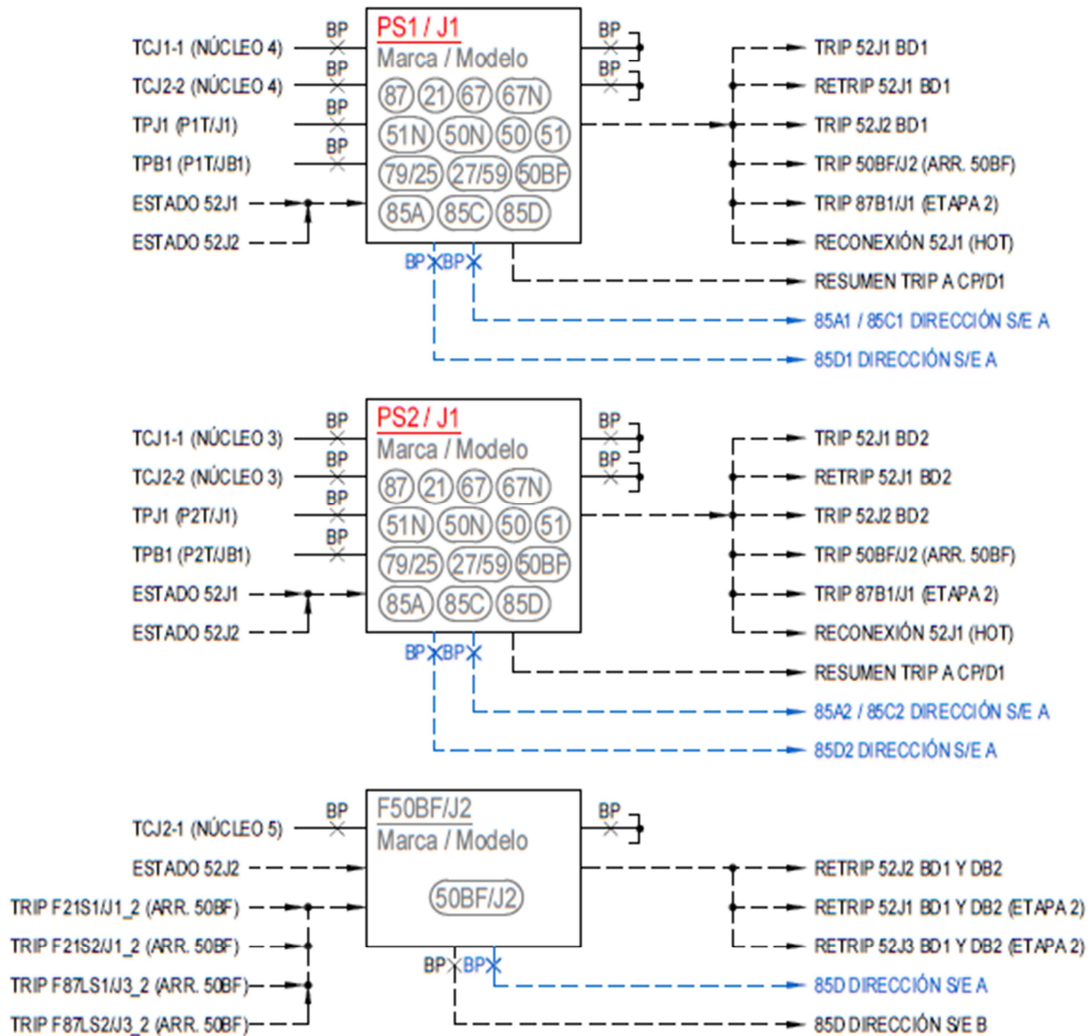 BP
PS1 / J1
BP
TCJ1-1 (NÚCLEO 4)
Marca / Modelo
TRIP 52J1 BD1
BP
BP
TCJ2-2 (NÚCLEO 4)
87 21 67 67N
RETRIP 52J1 BD1
BP
TPJ1 (P1T/J1)
51N 50N 50 51
TRIP 52J2 BD1
BP
TPB1 (P1T/JB1)
79/25 27/59 50BF
TRIP 50BF/J2 (ARR. 50BF)
ESTADO 52J1
85A 85C 85D
TRIP 87B1/J1 (ETAPA 2)
ESTADO 52J2
RECONEXIÓN 52J1 (HOT)
BP BP
RESUMEN TRIP A CP/D1
85A1 / 85C1 DIRECCIÓN S/E A
85D1 DIRECCIÓN S/E A
BP
PS2 / J1
BP
TCJ1-1 (NÚCLEO 3)
Marca / Modelo
TRIP 52J1 BD2
BP
BP
TCJ2-2 (NÚCLEO 3)
87 21 67 67N
RETRIP 52J1 BD2
BP
TPJ1 (P2T/J1)
51N 50N 50 51
TRIP 52J2 BD2
BP
TPB1 (P2T/JB1)
79/25 27/59 50BF
TRIP 50BF/J2 (ARR. 50BF)
ESTADO 52J1
85A 85C 85D
TRIP 87B1/J1 (ETAPA 2)
ESTADO 52J2
RECONEXIÓN 52J1 (HOT)
BP BP
RESUMEN TRIP A CP/D1
85A2 / 85C2 DIRECCIÓN S/E A
85D2 DIRECCIÓN S/E A
BP
F50BF/J2
BP
TCJ2-1 (NÚCLEO 5)
Marca / Modelo
ESTADO 52J2
RETRIP 52J2 BD1 Y DB2
TRIP F21S1/J1_2 (ARR. 50BF)
50BF/J2
RETRIP 52J1 BD1 Y DB2 (ETAPA 2)
TRIP F21S2/J1_2 (ARR. 50BF)
RETRIP 52J3 BD1 Y DB2 (ETAPA 2)
BP BP
TRIP F87LS1/J3_2 (ARR. 50BF)
85D DIRECCIÓN S/E A
TRIP F87LS2/J3_2 (ARR. 50BF)
85D DIRECCIÓN S/E B